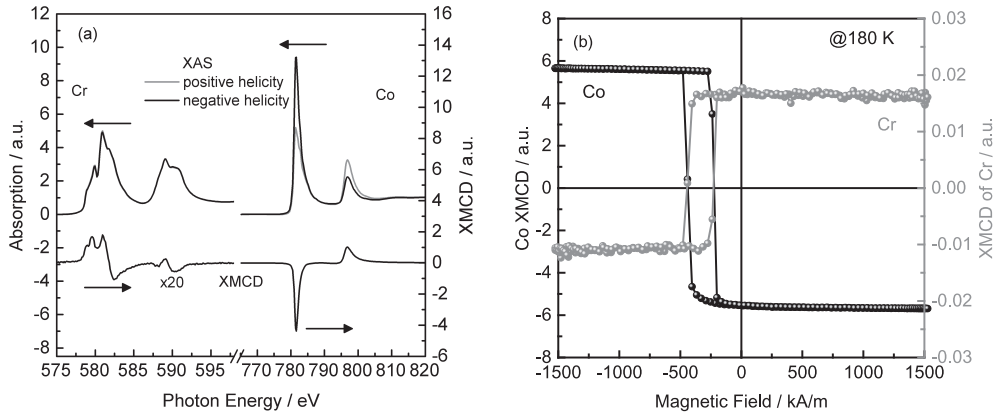 (a)
XAS
positive helicity
negative helicity
Cr
Co
x20
XMCD
Absorption / a.u.
12
10
8
6
4
2
0
-2
-4
-6
-8
XMCD / a.u.
16
14
12
10
8
6
4
2
0
-2
-4
-6
575 580 585 590 595 760 770 780 790 800 810 820
Photon Energy / eV
(b)
@180 K
Co
Cr
Co XMCD / a.u.
8
6
4
2
0
-2
-4
-6
-8
XMCD of Cr / a.u.
0.03
0.02
0.01
0.00
-0.01
-0.02
-0.03
-1500 -1000 -500 0 500 1000 1500
Magnetic Field / kA/m